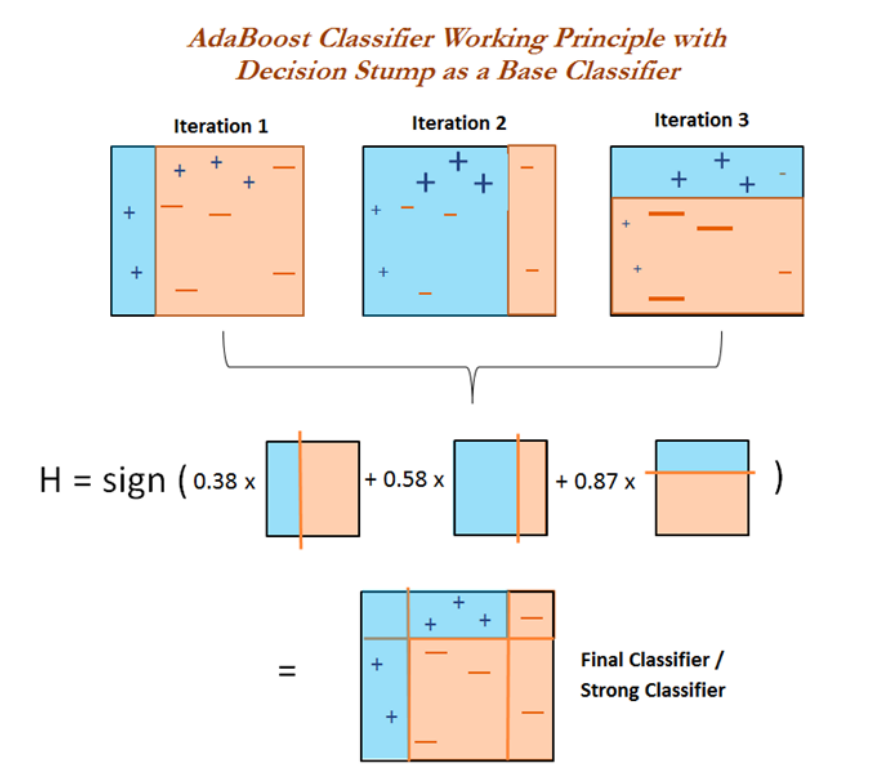 AdaBoost Classifier Working Principle with
Decision Stump as a Base Classifier
Iteration 1
Iteration 2
Iteration 3
H = sign ( 0.38 x + 0.58 x + 0.87 x )
=
Final Classifier /
Strong Classifier